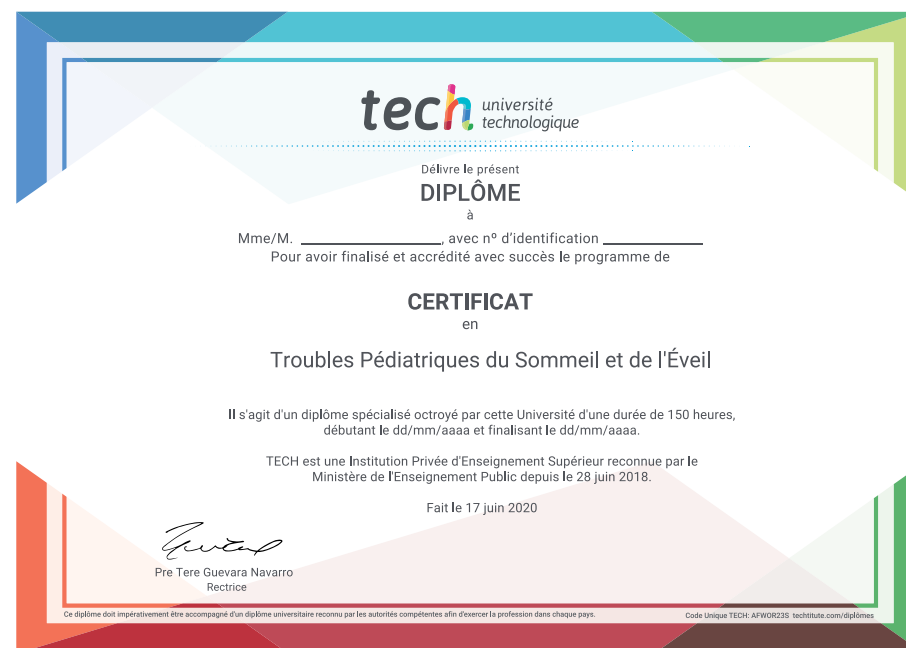 tech université
technologique
Délivre le présent
DIPLÔME
à
Mme/M. ____________________, avec nº d'identification ______________
Pour avoir finalisé et accrédité avec succès le programme de
CERTIFICAT
en
Troubles Pédiatriques du Sommeil et de l'Éveil
Il s'agit d'un diplôme spécialisé octroyé par cette Université d'une durée de 150 heures,
débutant le dd/mm/aaaa et finalisant le dd/mm/aaaa.
TECH est une Institution Privée d'Enseignement Supérieur reconnue par le
Ministère de l'Enseignement Public depuis le 28 juin 2018.
Fait le 17 juin 2020
Pre Tere Guevara Navarro
Rectrice
Ce diplôme doit impérativement être accompagné d'un diplôme universitaire reconnu par les autorités compétentes afin d'exercer la profession dans chaque pays.
Code Unique TECH: AFWOR23S techtitute.com/diplômes